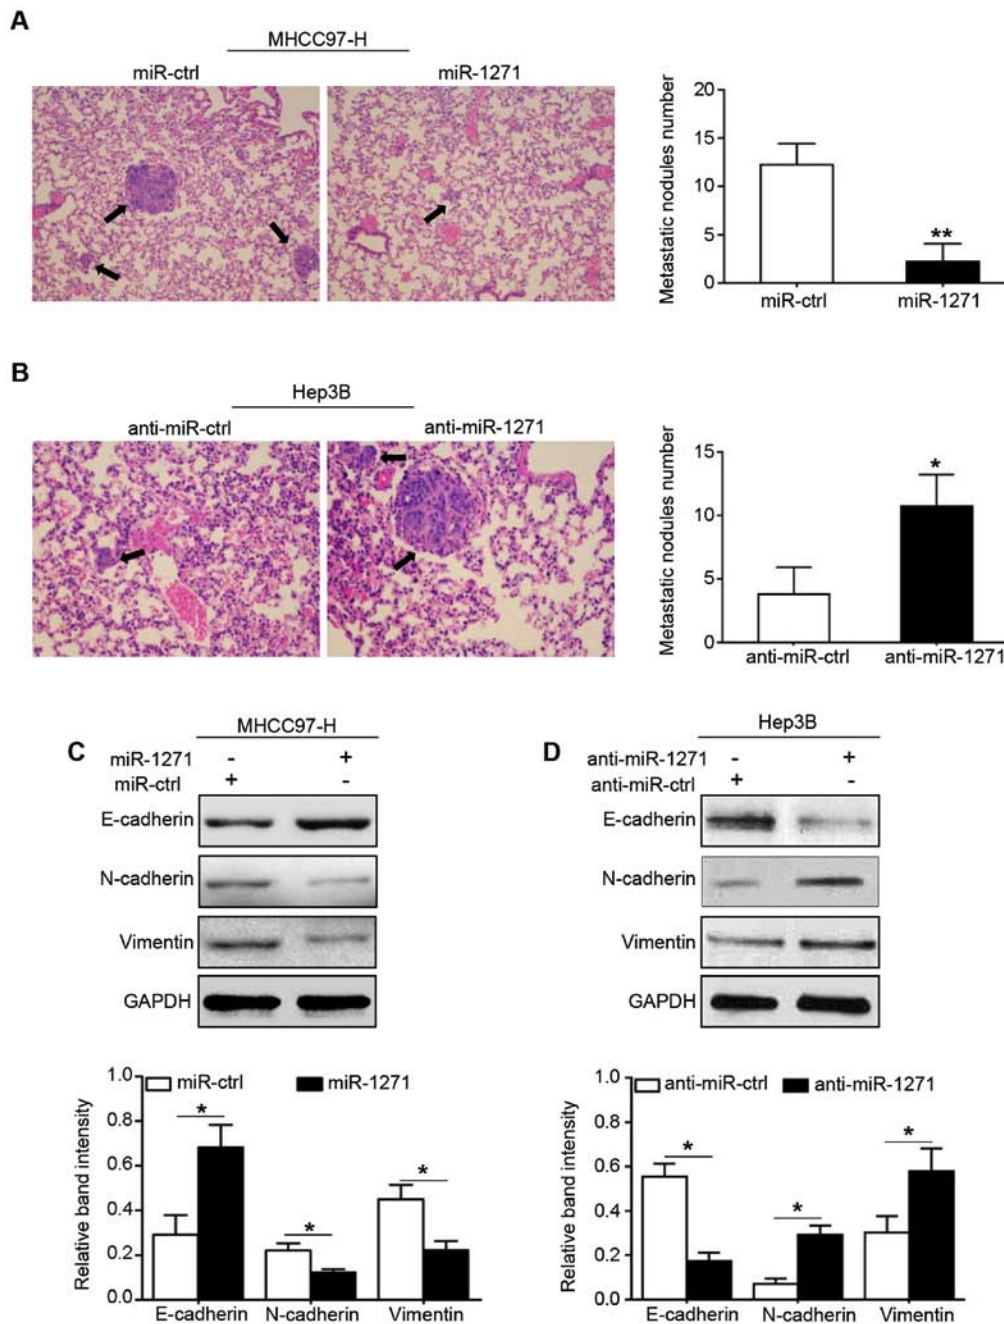 A
MHCC97-H
miR-ctrl
miR-1271
Metastatic nodules number
20
15
10
5
0
**
miR-ctrl
miR-1271
B
Hep3B
anti-miR-ctrl
anti-miR-1271
Metastatic nodules number
15
10
5
0
*
anti-miR-ctrl
anti-miR-1271
C
MHCC97-H
miR-1271 - +
miR-ctrl + -
E-cadherin
N-cadherin
Vimentin
GAPDH
Relative band intensity
1.0
0.8
0.6
0.4
0.2
0.0
miR-ctrl
miR-1271
*
*
*
E-cadherin
N-cadherin
Vimentin
D
Hep3B
anti-miR-1271 - +
anti-miR-ctrl + -
E-cadherin
N-cadherin
Vimentin
GAPDH
Relative band intensity
1.0
0.8
0.6
0.4
0.2
0.0
anti-miR-ctrl
anti-miR-1271
*
*
*
E-cadherin
N-cadherin
Vimentin